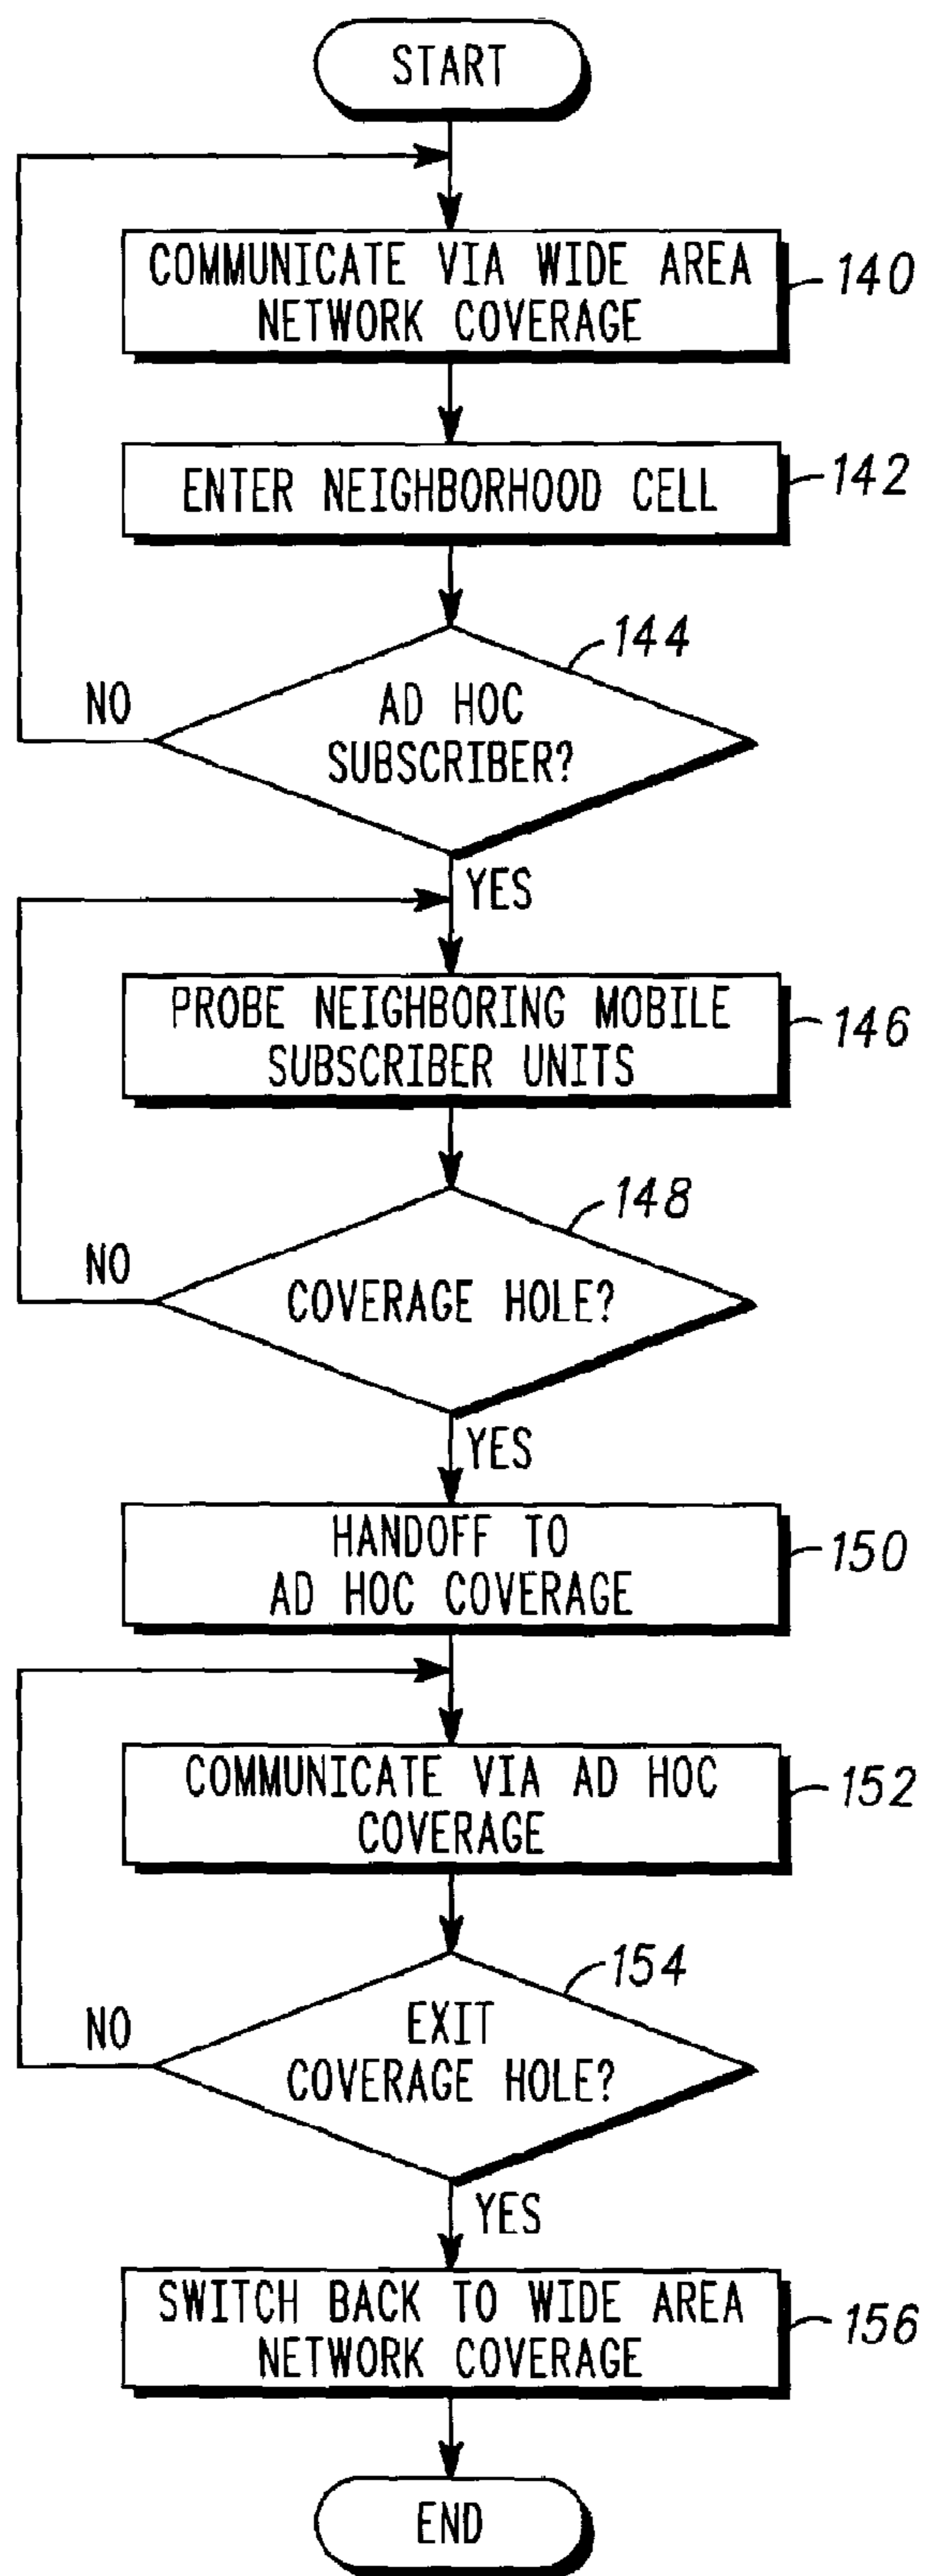 START
COMMUNICATE VIA WIDE AREA
NETWORK COVERAGE
140
ENTER NEIGHBORHOOD CELL
142
144
AD HOC
SUBSCRIBER?
NO
YES
PROBE NEIGHBORING MOBILE
SUBSCRIBER UNITS
146
148
COVERAGE HOLE?
NO
YES
HANDOFF TO
AD HOC COVERAGE
150
COMMUNICATE VIA AD HOC
COVERAGE
152
154
EXIT
COVERAGE HOLE?
NO
YES
SWITCH BACK TO WIDE AREA
NETWORK COVERAGE
156
END